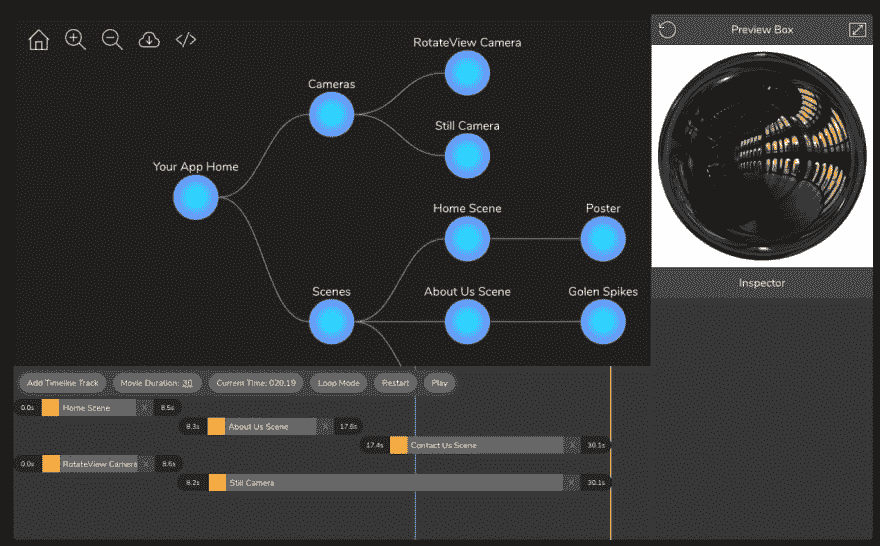 RotateView Camera
Preview Box
Cameras
Still Camera
Your App Home
Home Scene
Poster
Scenes
About Us Scene
Golen Spikes
Inspector
Add Timeline Track
Movie Duration: 30
Current Time: 020.19
Loop Mode
Restart
Play
0.0s Home Scene X 8.5s
8.3s About Us Scene X 17.6s
17.4s Contact Us Scene X 30.1s
0.0s RotateView Camera X 8.6s
8.2s Still Camera X 30.1s